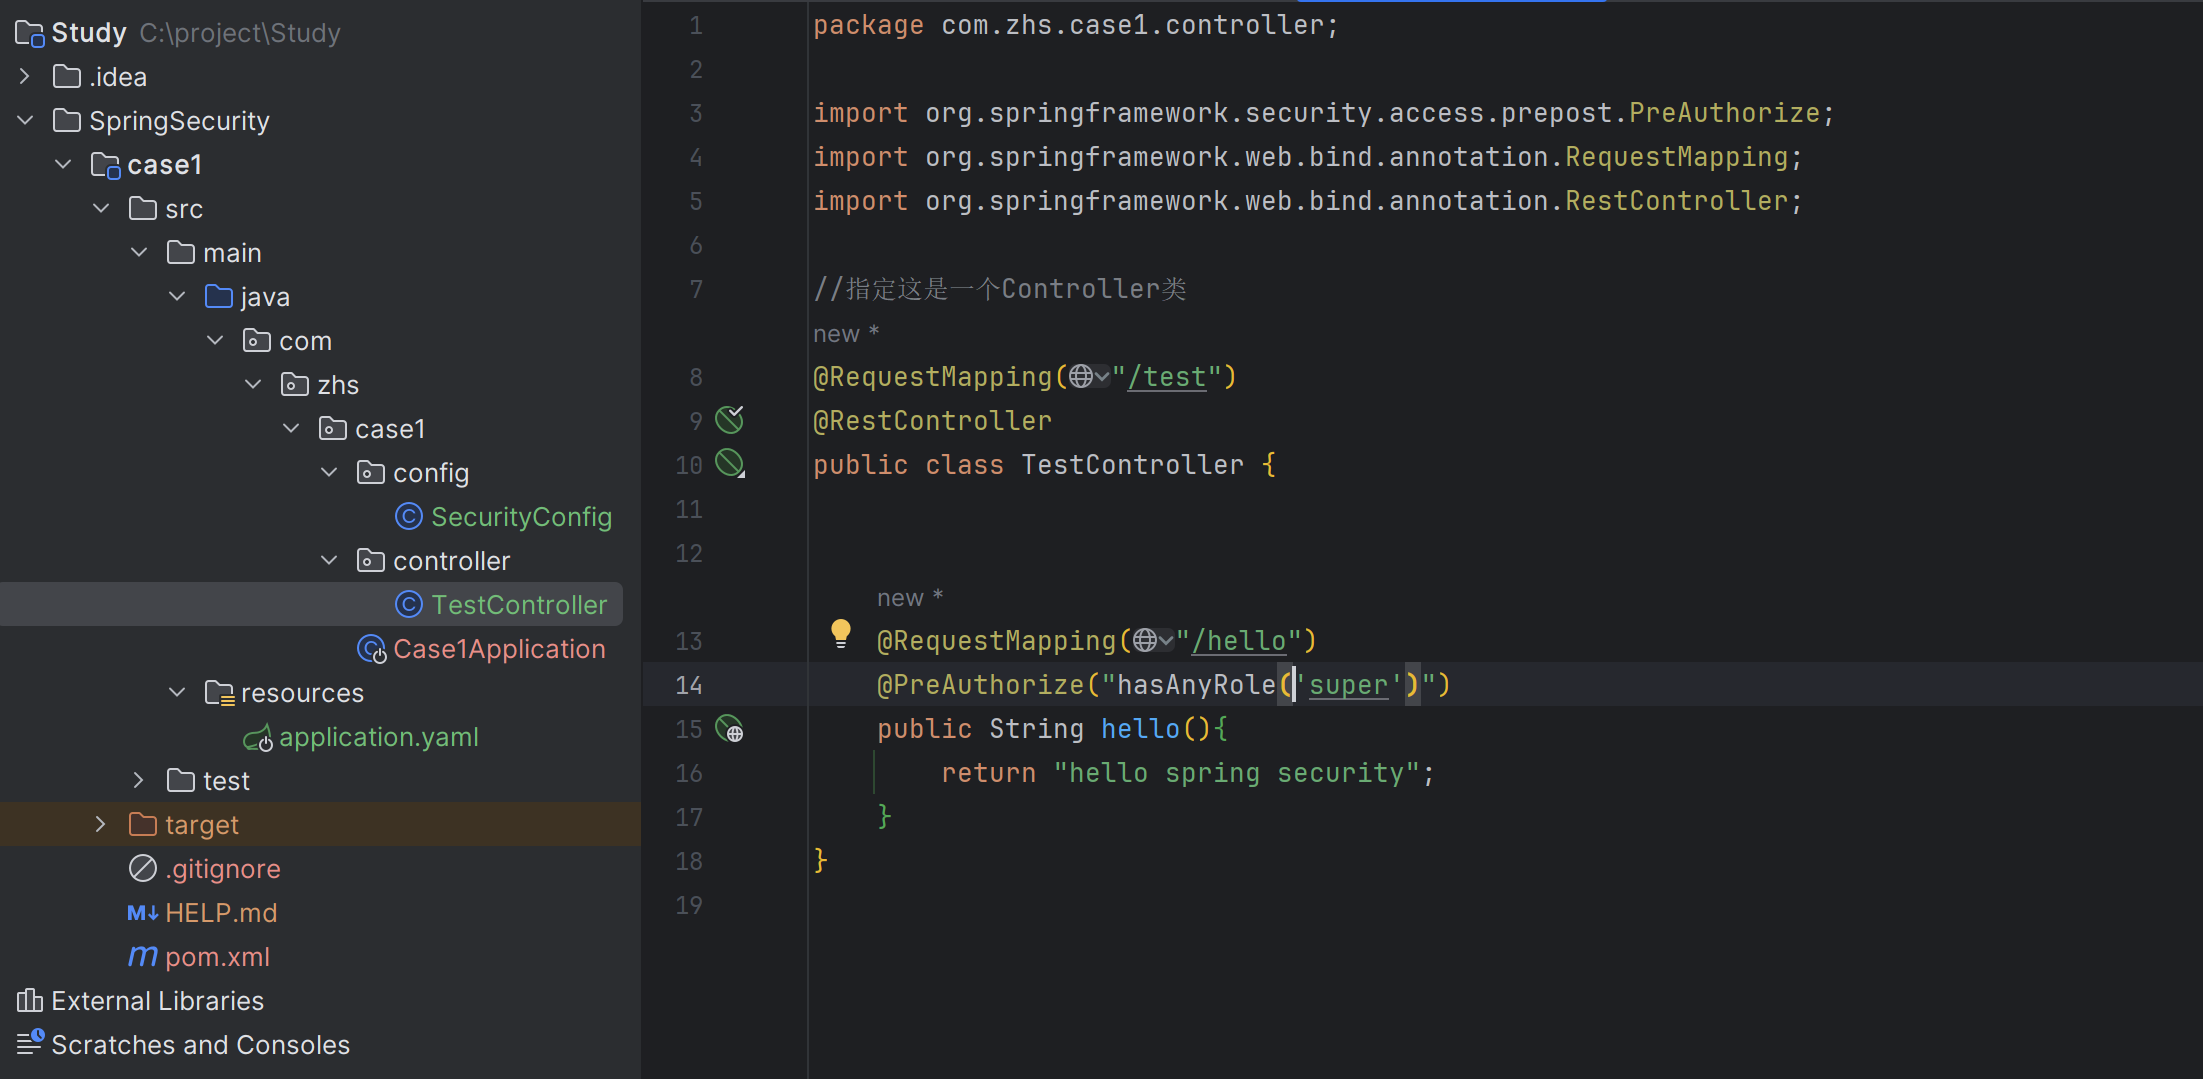 Study C:\project\Study
.idea
SpringSecurity
case1
src
main
java
com
zhs
case1
config
SecurityConfig
controller
TestController
Case1Application
resources
application.yaml
test
target
.gitignore
M↓ HELP.md
m pom.xml
External Libraries
Scratches and Consoles
1 package com.zhs.case1.controller;
2
3 import org.springframework.security.access.prepost.PreAuthorize;
4 import org.springframework.web.bind.annotation.RequestMapping;
5 import org.springframework.web.bind.annotation.RestController;
6
7 //指定这是一个Controller类
new *
8 @RequestMapping("/test")
9 @RestController
10 public class TestController {
11
12
new *
13 @RequestMapping("/hello")
14 @PreAuthorize("hasAnyRole('super')")
15 public String hello(){
16 return "hello spring security";
17 }
18 }
19